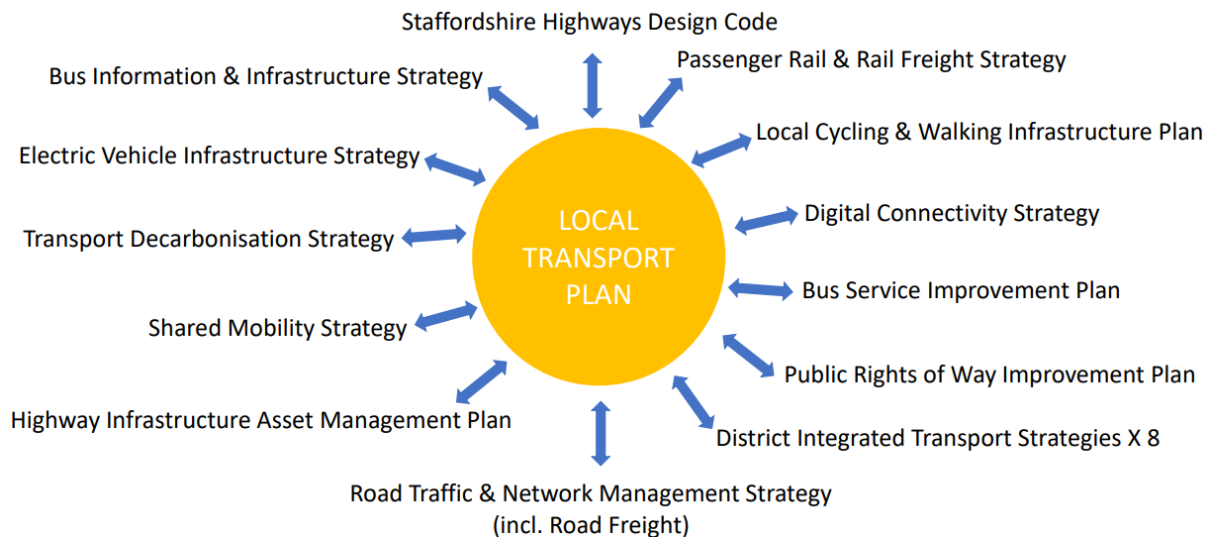 Staffordshire Highways Design Code
Passenger Rail & Rail Freight Strategy
Bus Information & Infrastructure Strategy
Local Cycling & Walking Infrastructure Plan
Electric Vehicle Infrastructure Strategy
Digital Connectivity Strategy
LOCAL
TRANSPORT
PLAN
Transport Decarbonisation Strategy
Bus Service Improvement Plan
Shared Mobility Strategy
Public Rights of Way Improvement Plan
Highway Infrastructure Asset Management Plan
District Integrated Transport Strategies X 8
Road Traffic & Network Management Strategy
(incl. Road Freight)